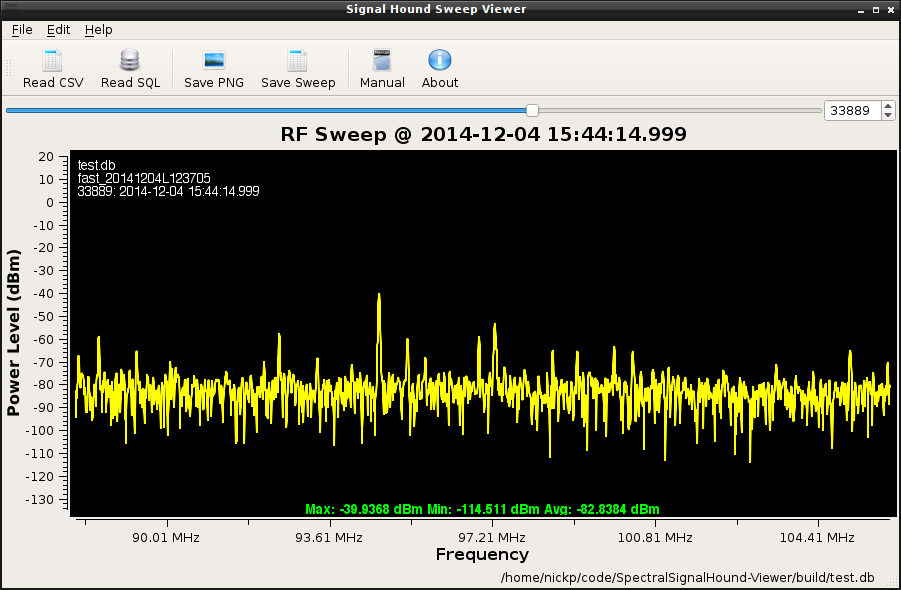 Signal Hound Sweep Viewer
File Edit Help
Read CSV Read SQL Save PNG Save Sweep Manual About
33889
RF Sweep @ 2014-12-04 15:44:14.999
test.db
fast_20141204L123705
33889: 2014-12-04 15:44:14.999
Power Level (dBm)
20
10
0
-10
-20
-30
-40
-50
-60
-70
-80
-90
-100
-110
-120
-130
Max: -39.9368 dBm Min: -114.511 dBm Avg: -82.8384 dBm
90.01 MHz 93.61 MHz 97.21 MHz 100.81 MHz 104.41 MHz
Frequency
/home/nickp/code/SpectralSignalHound-Viewer/build/test.db